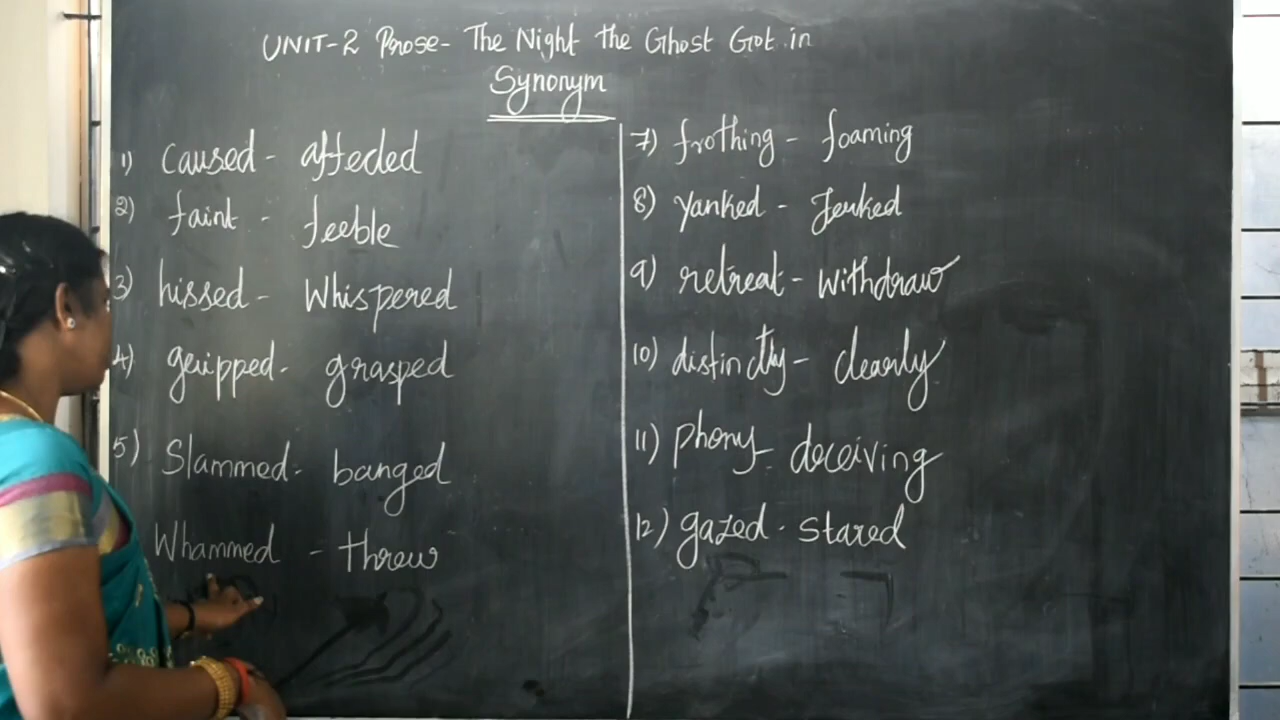 UNIT-2 Prose- The Night the Ghost Got in
Synonym
1) caused - affected
2) faint - feeble
3) hissed - Whispered
4) gripped - grasped
5) Slammed - banged
Whammed - threw
7) frothing - foaming
8) yanked - Jerked
9) retreat - withdraw
10) distinctly - clearly
11) phony - deceiving
12) gazed - stared